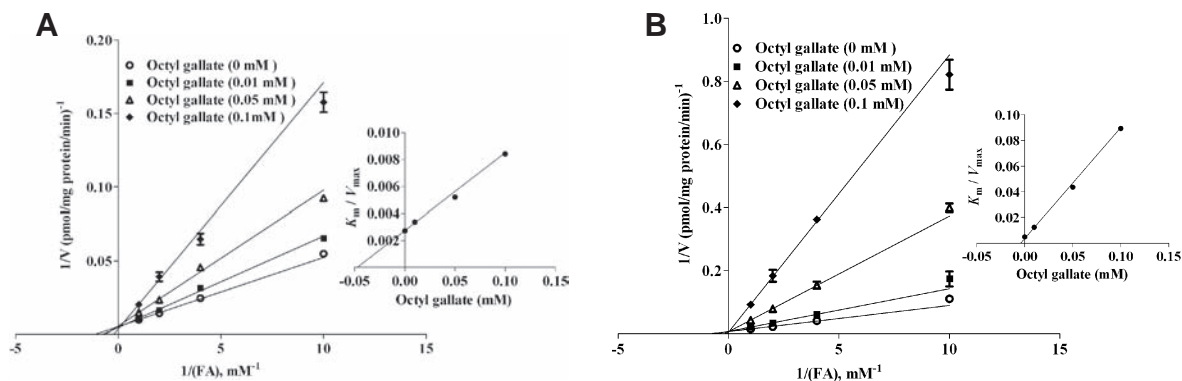 A
0.20
0.15
0.10
0.05
1/V (pmol/mg protein/min)⁻¹
Octyl gallate (0 mM )
Octyl gallate (0.01 mM )
Octyl gallate (0.05 mM )
Octyl gallate (0.1mM )
-5 0 5 10 15
1/(FA), mM⁻¹
0.010
0.008
0.006
0.004
0.002
Km / Vmax
-0.05 0.00 0.05 0.10 0.15
Octyl gallate (mM)
B
1.0
0.8
0.6
0.4
0.2
1/V (pmol/mg protein/min)⁻¹
Octyl gallate (0 mM )
Octyl gallate (0.01 mM)
Octyl gallate (0.05 mM)
Octyl gallate (0.1 mM)
-5 0 5 10 15
1/(FA), mM⁻¹
0.10
0.08
0.06
0.04
0.02
Km / Vmax
-0.05 0.00 0.05 0.10 0.15
Octyl gallate (mM)